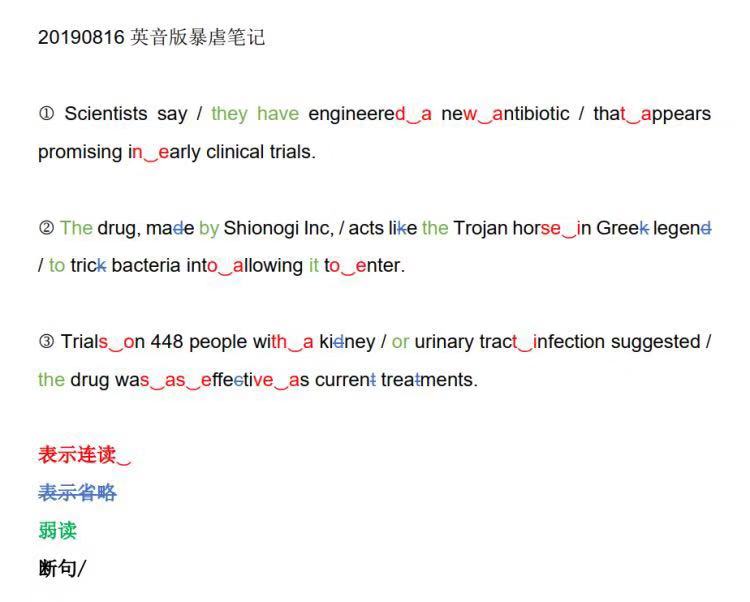 20190816 英音版暴虐笔记
① Scientists say / they have engineered‿a new‿antibiotic / that‿appears
promising in‿early clinical trials.
② The drug, made by Shionogi Inc, / acts like the Trojan horse‿in Greek legend
/ to trick bacteria into‿allowing it to‿enter.
③ Trials‿on 448 people with‿a kidney / or urinary tract‿infection suggested /
the drug was‿as‿effective‿as current treatments.
表示连读‿
表示省略
弱读
断句/